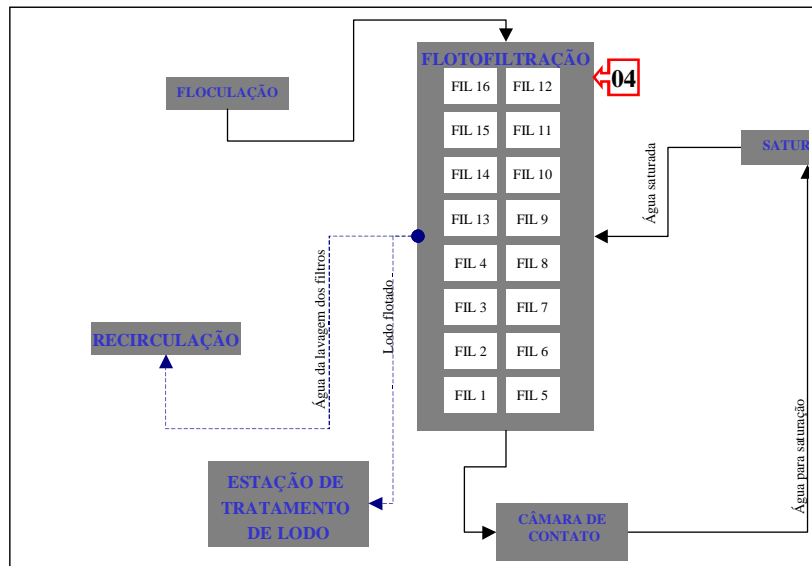 FLOTOFILTRAÇÃO
04
FLOCULAÇÃO
FIL 16
FIL 12
FIL 15
FIL 11
SATUR
FIL 14
FIL 10
Água saturada
FIL 13
FIL 9
FIL 4
FIL 8
Água da lavagem dos filtros
Lodo flotado
FIL 3
FIL 7
RECIRCULAÇÃO
FIL 2
FIL 6
FIL 1
FIL 5
Água para saturação
ESTAÇÃO DE
TRATAMENTO
DE LODO
CÂMARA DE
CONTATO